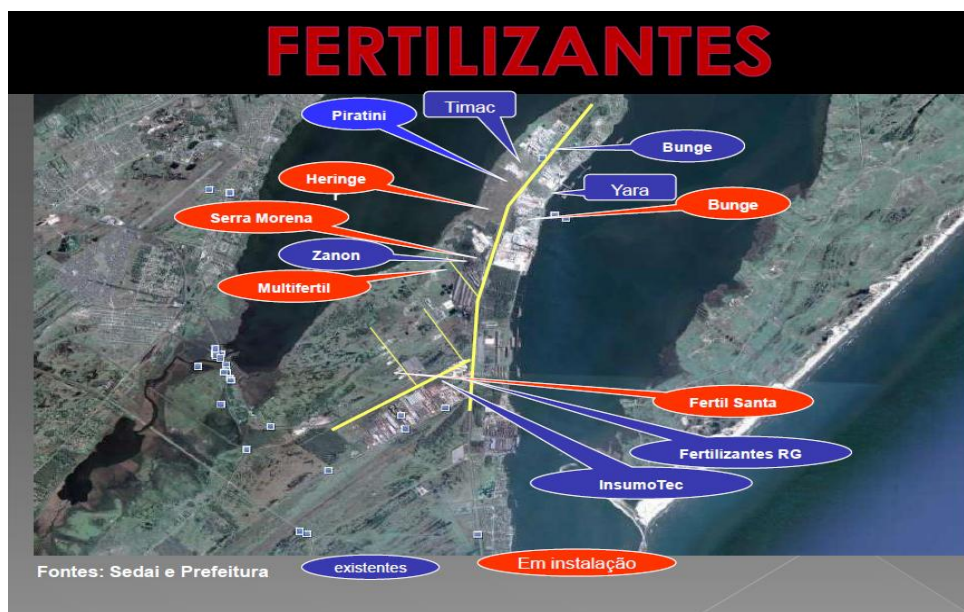 FERTILIZANTES
Timac
Piratini
Bunge
Heringe
Yara
Bunge
Serra Morena
Zanon
Multifertil
Fertil Santa
Fertilizantes RG
InsumoTec
Fontes: Sedai e Prefeitura
existentes
Em instalação